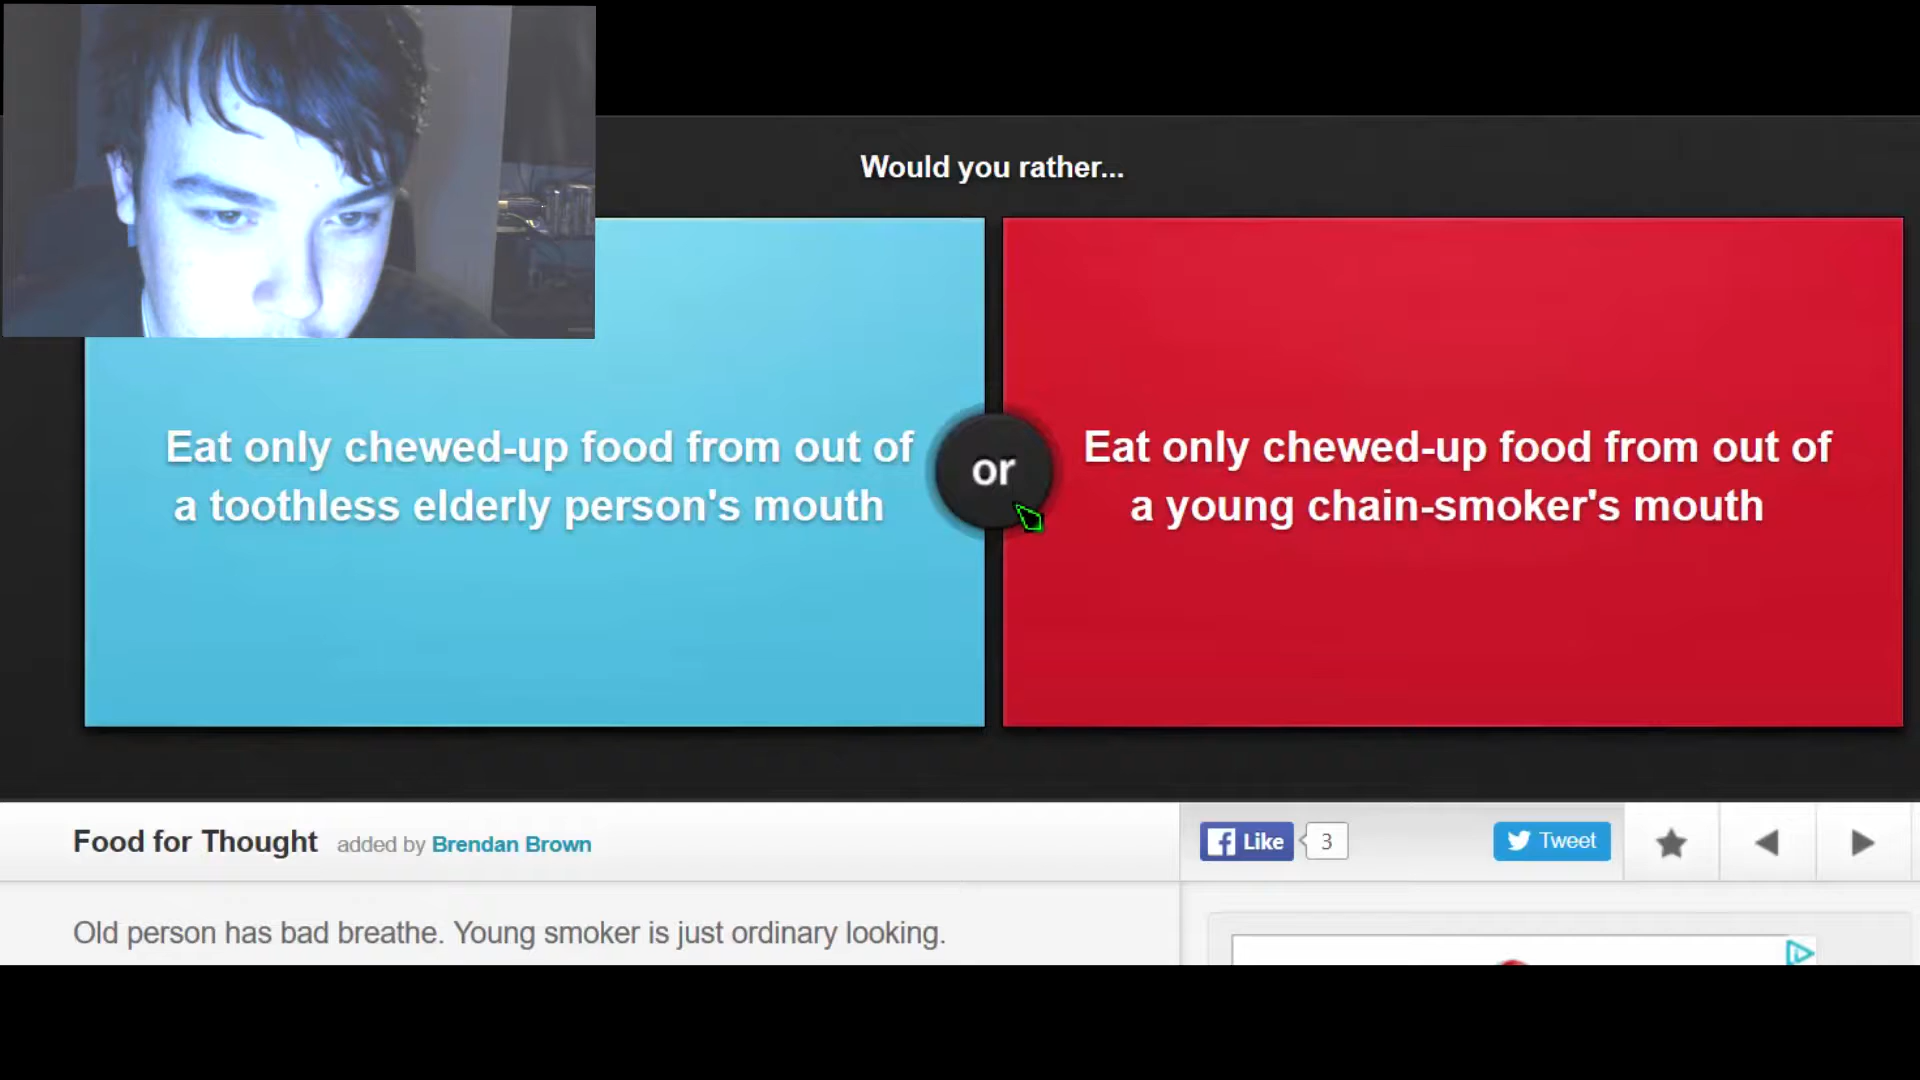 Would you rather...
Eat only chewed-up food from out of
a toothless elderly person's mouth
or
Eat only chewed-up food from out of
a young chain-smoker's mouth
Food for Thought added by Brendan Brown
Like 3 Tweet
Old person has bad breathe. Young smoker is just ordinary looking.